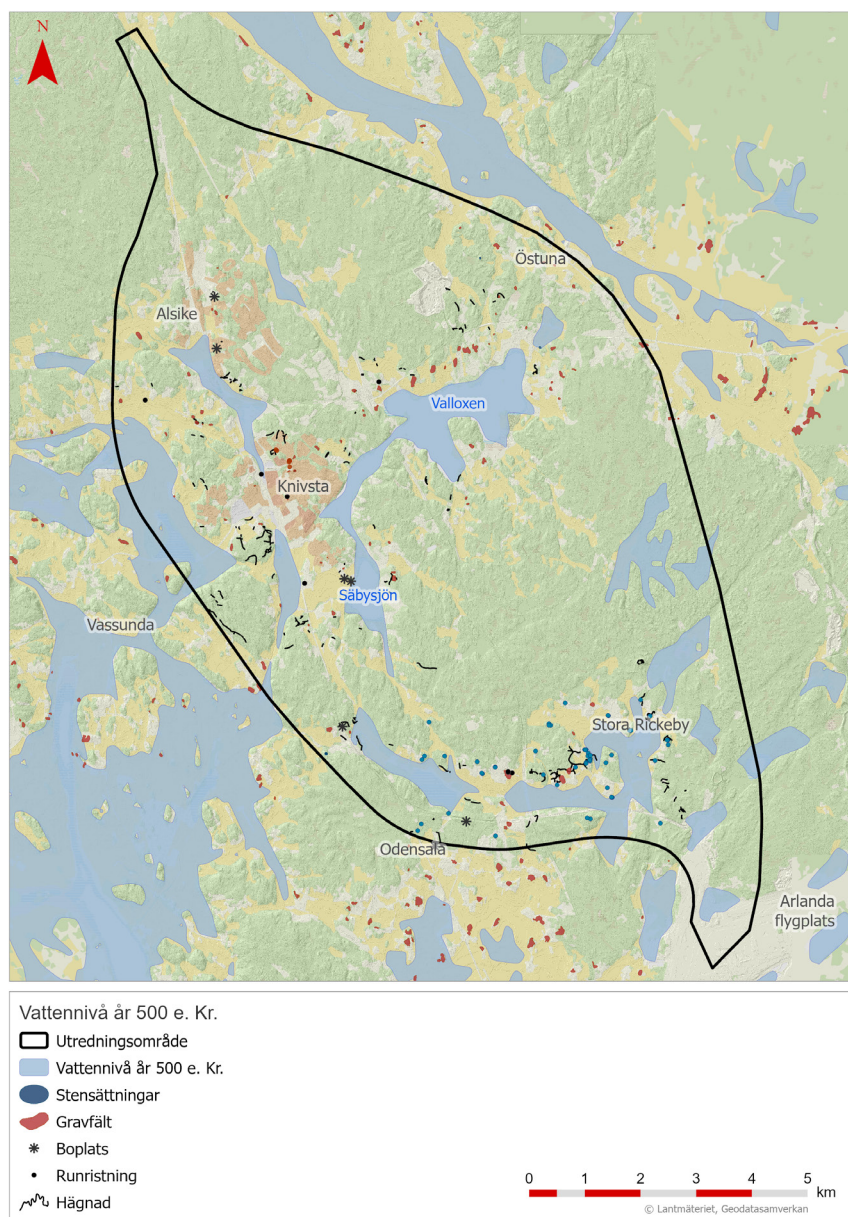 N
Östuna
Alsike
Valloxen
Knivsta
Säbysjön
Vassunda
Stora Rickeby
Odensala
Arlanda
flygplats
Vattennivå år 500 e. Kr.
Utredningsområde
Vattennivå år 500 e. Kr.
Stensättningar
Gravfält
Boplats
Runristning
Hägnad
0 1 2 3 4 5
km
© Lantmäteriet, Geodatasamverkan